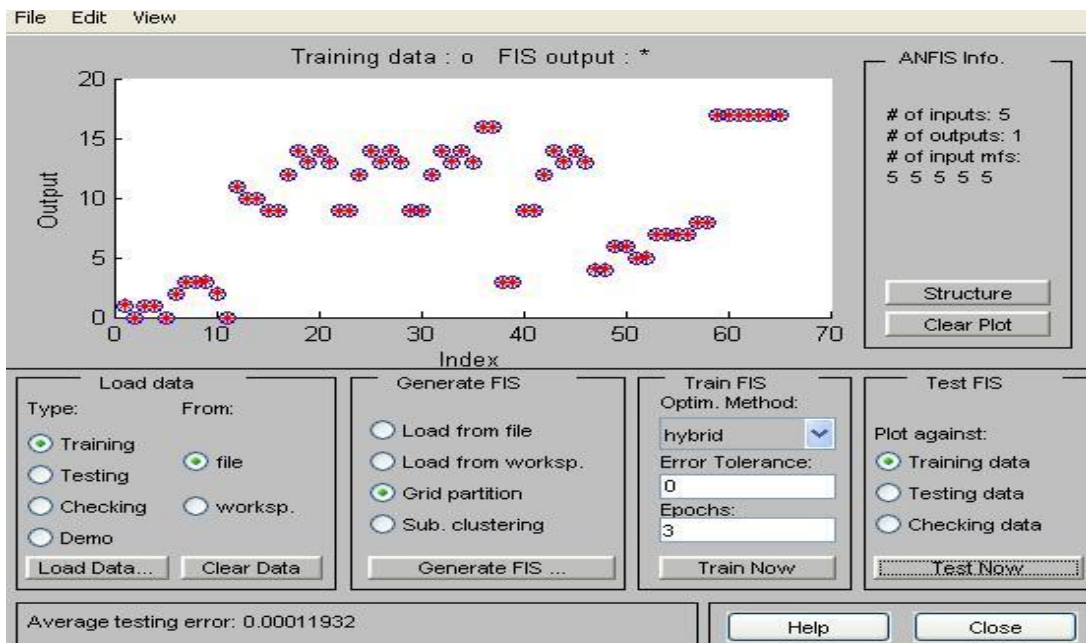 File Edit View
Training data : o FIS output : *
20
15
10
5
0
Output
0 10 20 30 40 50 60 70
Index
ANFIS Info.
# of inputs: 5
# of outputs: 1
# of input mfs:
5 5 5 5 5
Structure
Clear Plot
Load data
Type: From:
Training
Testing
Checking
Demo
file
worksp.
Load Data... Clear Data
Generate FIS
Load from file
Load from worksp.
Grid partition
Sub. clustering
Generate FIS ...
Train FIS
Optim. Method:
hybrid
Error Tolerance:
0
Epochs:
3
Train Now
Test FIS
Plot against:
Training data
Testing data
Checking data
Test Now
Average testing error: 0.00011932
Help Close